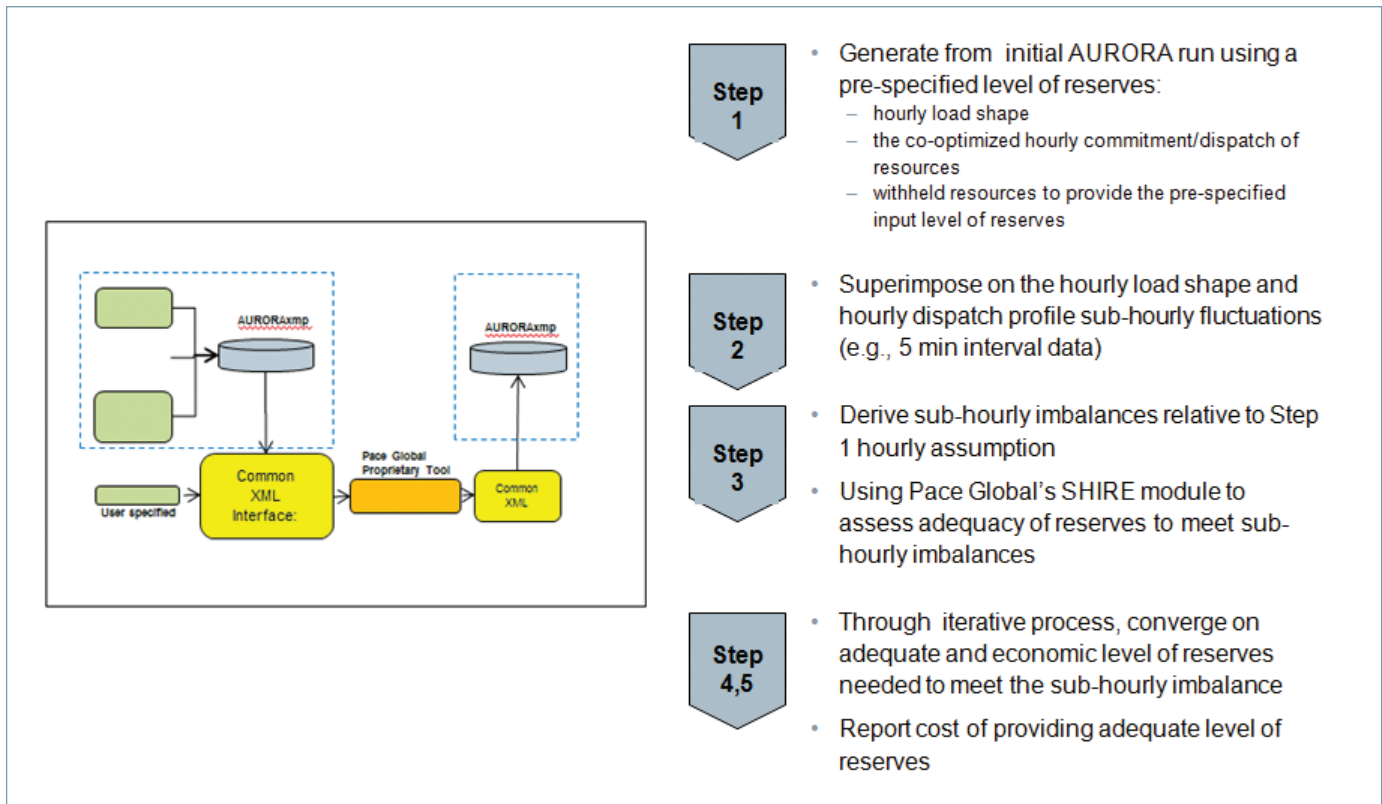 AURORAxmp
AURORAxmp
Pace Global
Proprietary Tool
Common
XML
Interface:
Common
XML
User specified
Step
1
• Generate from initial AURORA run using a
pre-specified level of reserves:
– hourly load shape
– the co-optimized hourly commitment/dispatch of
resources
– withheld resources to provide the pre-specified
input level of reserves
Step
2
• Superimpose on the hourly load shape and
hourly dispatch profile sub-hourly fluctuations
(e.g., 5 min interval data)
Step
3
• Derive sub-hourly imbalances relative to Step
1 hourly assumption
• Using Pace Global's SHIRE module to
assess adequacy of reserves to meet sub-
hourly imbalances
Step
4,5
• Through iterative process, converge on
adequate and economic level of reserves
needed to meet the sub-hourly imbalance
• Report cost of providing adequate level of
reserves